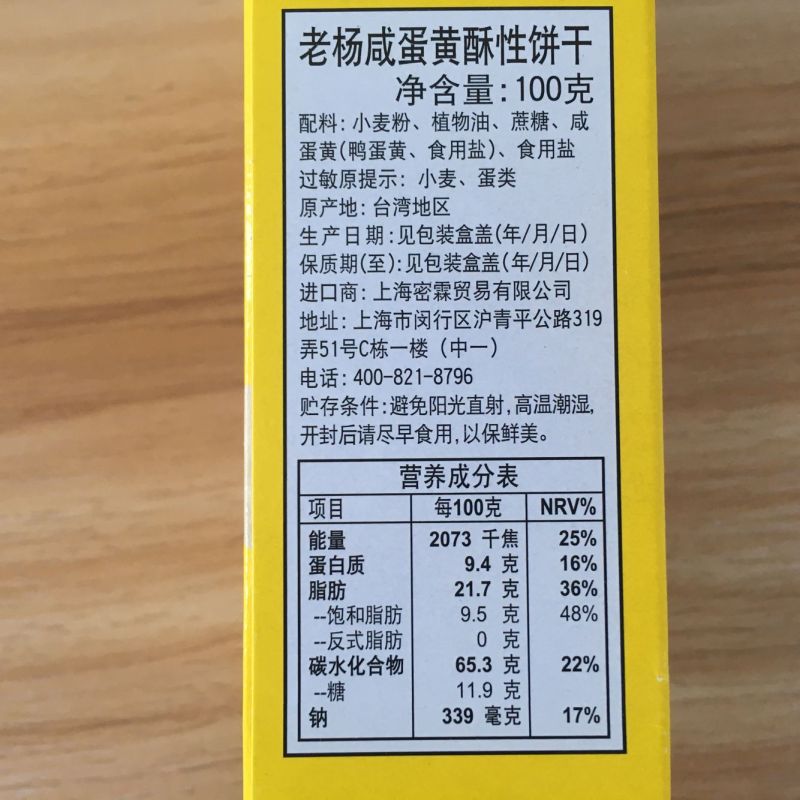 老杨咸蛋黄酥性饼干
净含量:100克
配料: 小麦粉、植物油、蔗糖、咸
蛋黄(鸭蛋黄、食用盐)、食用盐
过敏原提示: 小麦、蛋类
原产地: 台湾地区
生产日期:见包装盒盖(年/月/日)
保质期(至):见包装盒盖(年/月/日)
进口商: 上海密霖贸易有限公司
地址: 上海市闵行区沪青平公路319
弄51号C栋一楼 (中一)
电话: 400-821-8796
贮存条件:避免阳光直射,高温潮湿,
开封后请尽早食用,以保鲜美。
营养成分表
项目 每100克 NRV%
能量 2073 千焦 25%
蛋白质 9.4 克 16%
脂肪 21.7 克 36%
--饱和脂肪 9.5 克 48%
--反式脂肪 0 克
碳水化合物 65.3 克 22%
--糖 11.9 克
钠 339 毫克 17%